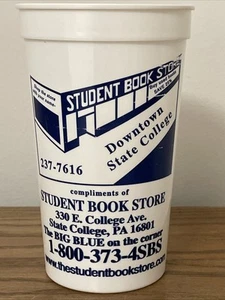 STUDENT BOOK STORE
Downtown
State College
237-7616
compliments of
STUDENT BOOK STORE
330 E. College Ave.
State College, PA 16801
The BIG BLUE on the corner
1-800-373-4SBS
www.thestudentbookstore.com